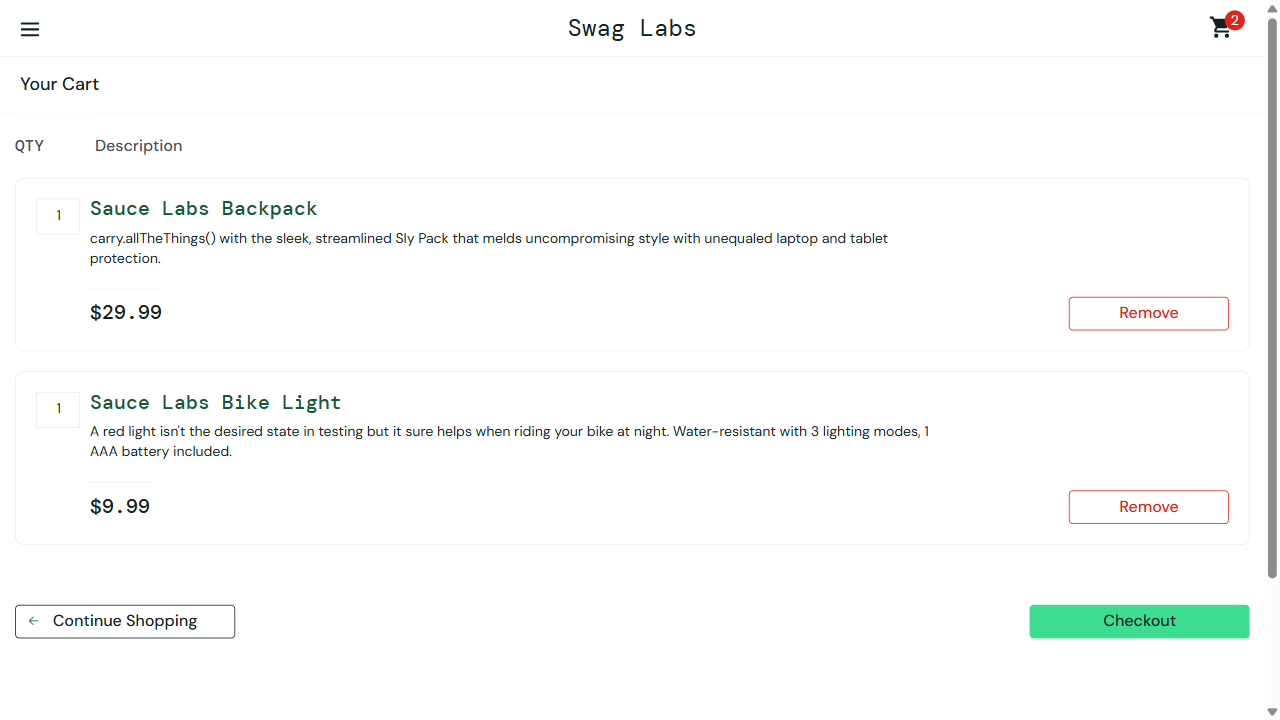 Swag Labs
2
Your Cart
QTY Description
1
Sauce Labs Backpack
carry.allTheThings() with the sleek, streamlined Sly Pack that melds uncompromising style with unequaled laptop and tablet
protection.
$29.99
Remove
1
Sauce Labs Bike Light
A red light isn't the desired state in testing but it sure helps when riding your bike at night. Water-resistant with 3 lighting modes, 1
AAA battery included.
$9.99
Remove
Continue Shopping
Checkout